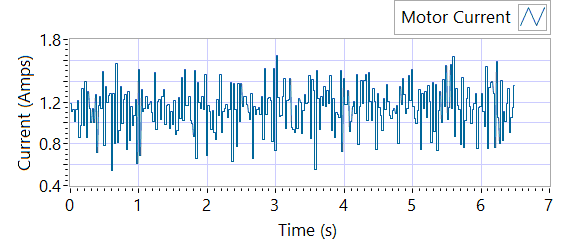 Motor Current
1.8
1.2
0.8
0.4
Current (Amps)
0 1 2 3 4 5 6 7
Time (s)